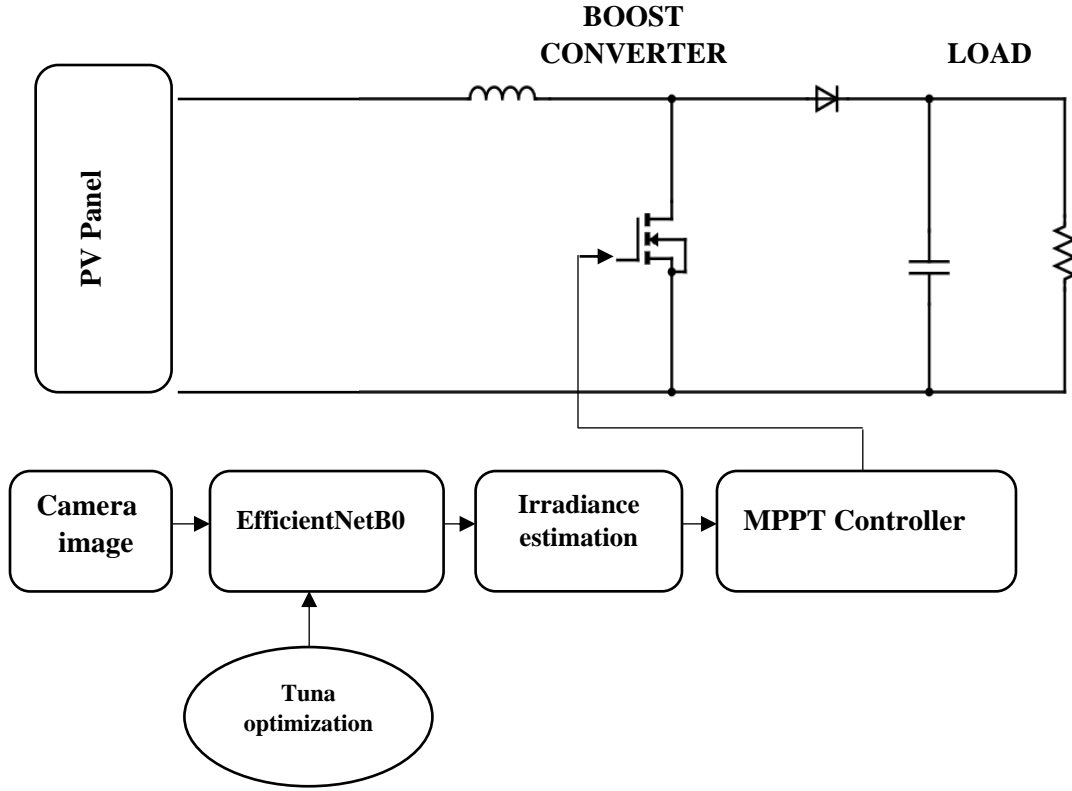 BOOST
CONVERTER
LOAD
PV Panel
Camera
image
EfficientNetB0
Irradiance
estimation
MPPT Controller
Tuna
optimization